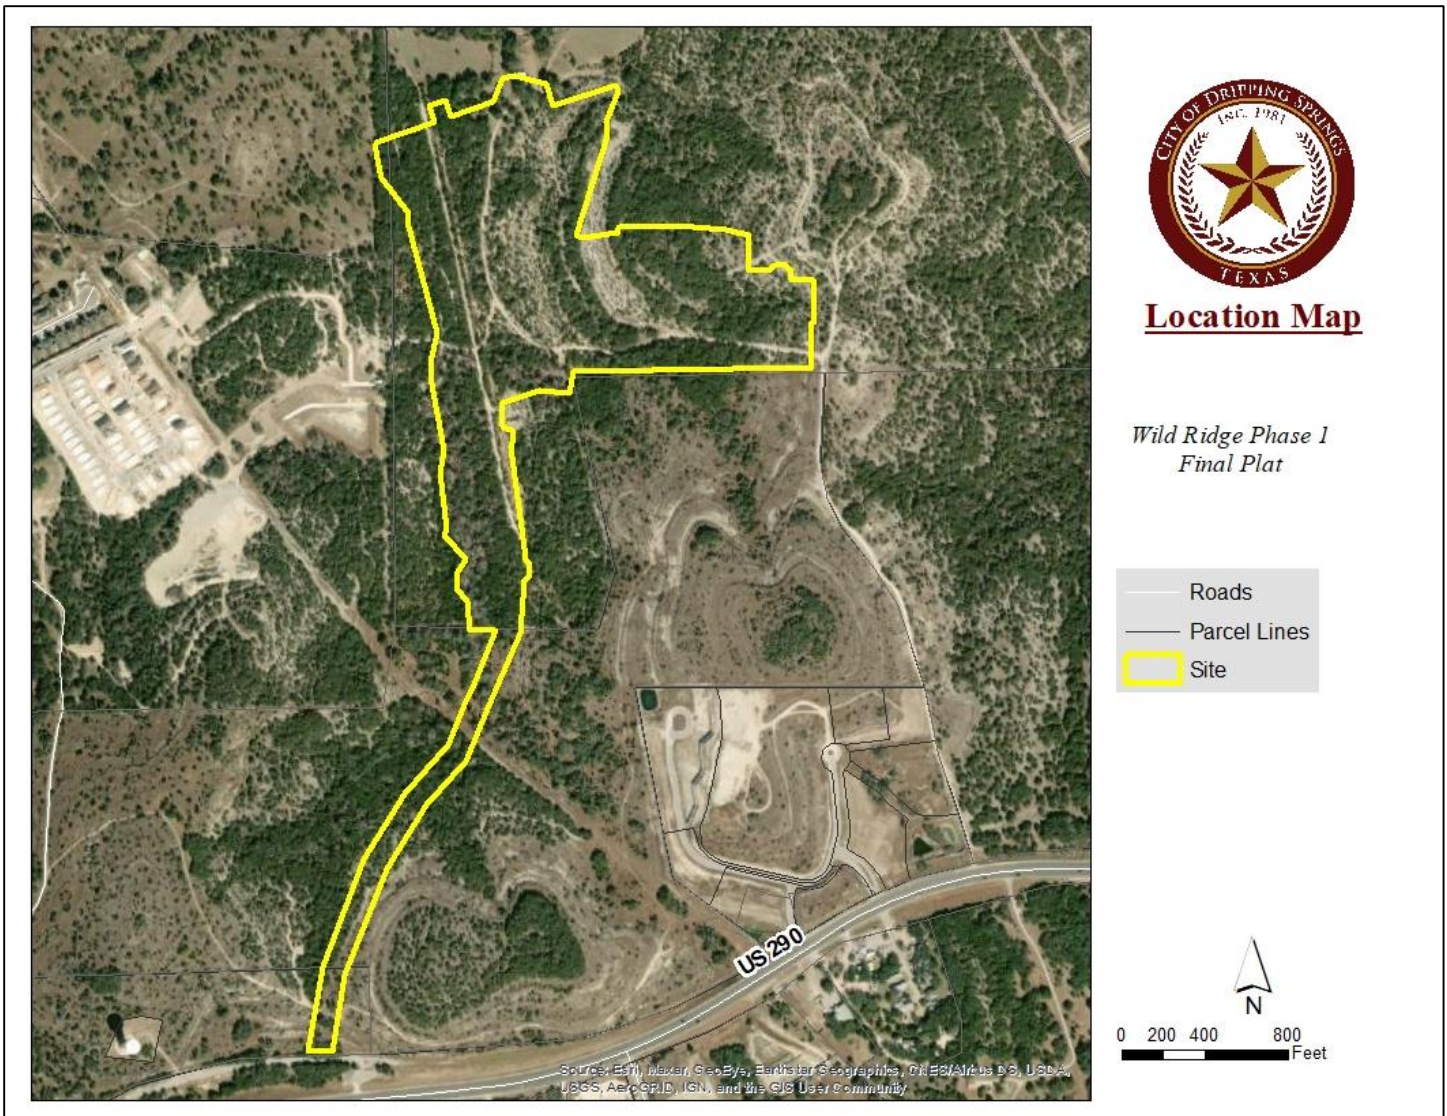 CITY OF DRIPPING SPRINGS
INC. 1981
TEXAS
Location Map
Wild Ridge Phase 1
Final Plat
Roads
Parcel Lines
Site
US 290
N
0 200 400 800
Feet
Source: Esri, Maxar, GeoEye, Earthstar Geographics, CNES/Airbus DS, USDA,
USGS, AeroGRID, IGN, and the GIS User Community